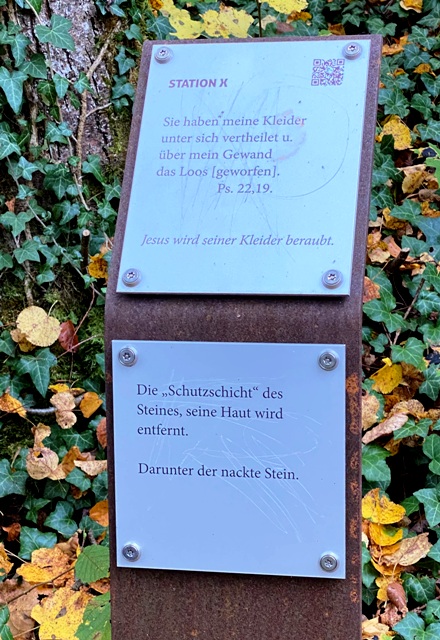 STATION X
Sie haben meine Kleider
unter sich vertheilet u.
über mein Gewand
das Loos [geworfen].
Ps. 22,19.
Jesus wird seiner Kleider beraubt.
Die „Schutzschicht“ des
Steines, seine Haut wird
entfernt.
Darunter der nackte Stein.